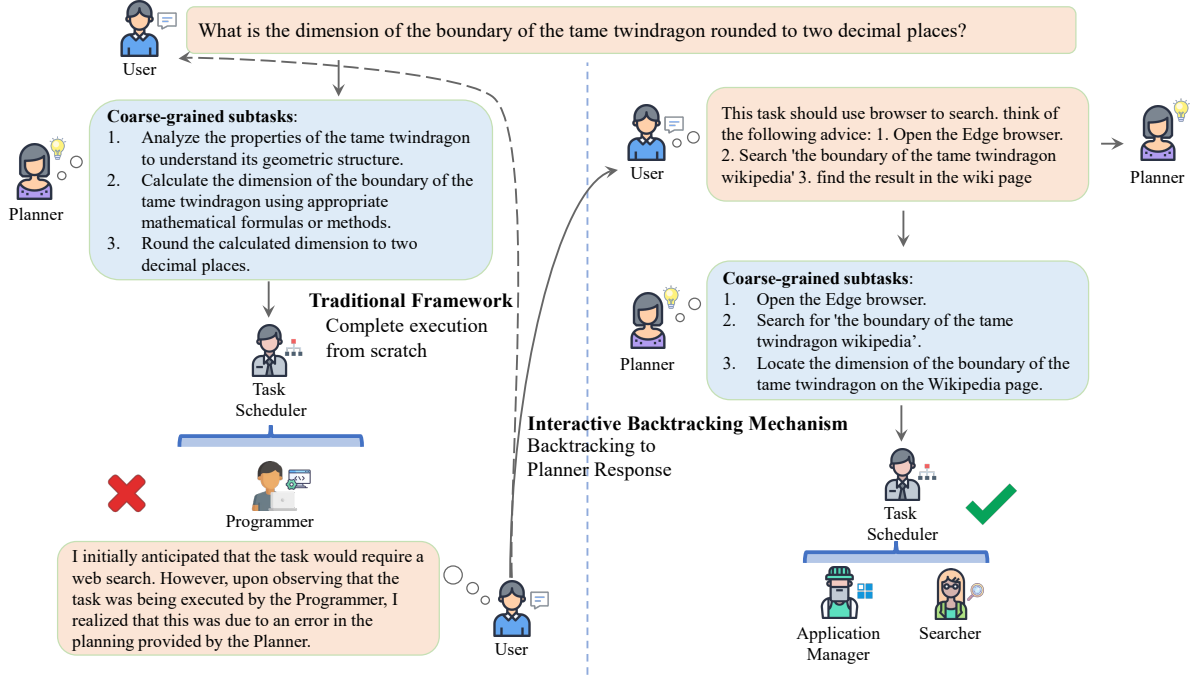 What is the dimension of the boundary of the tame twindragon rounded to two decimal places?
User
Coarse-grained subtasks:
1. Analyze the properties of the tame twindragon
to understand its geometric structure.
2. Calculate the dimension of the boundary of the
tame twindragon using appropriate
mathematical formulas or methods.
3. Round the calculated dimension to two
decimal places.
Planner
Traditional Framework
Complete execution
from scratch
Task
Scheduler
Programmer
I initially anticipated that the task would require a
web search. However, upon observing that the
task was being executed by the Programmer, I
realized that this was due to an error in the
planning provided by the Planner.
User
Interactive Backtracking Mechanism
Backtracking to
Planner Response
User
This task should use browser to search. think of
the following advice: 1. Open the Edge browser.
2. Search 'the boundary of the tame twindragon
wikipedia' 3. find the result in the wiki page
Planner
Coarse-grained subtasks:
1. Open the Edge browser.
2. Search for 'the boundary of the tame
twindragon wikipedia’.
3. Locate the dimension of the boundary of the
tame twindragon on the Wikipedia page.
Planner
Task
Scheduler
Application
Manager
Searcher